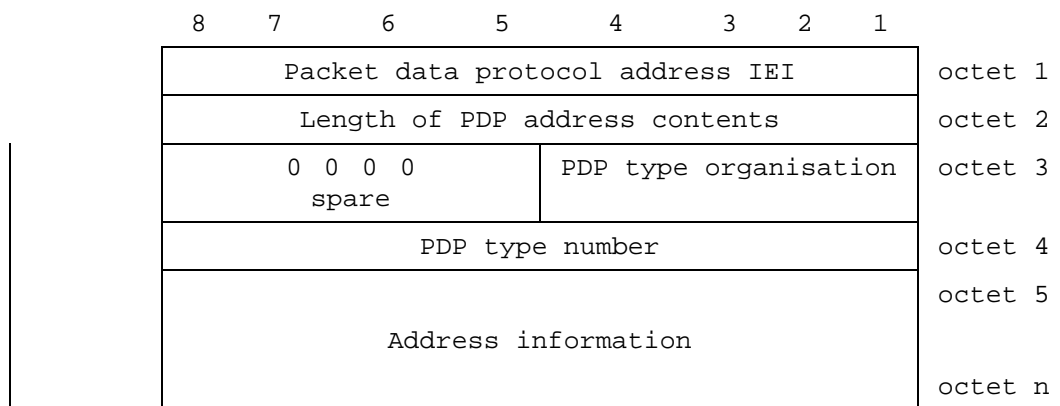 8 7 6 5 4 3 2 1
Packet data protocol address IEI octet 1
Length of PDP address contents octet 2
0 0 0 0 PDP type organisation octet 3
spare
PDP type number octet 4
octet 5
Address information
octet n